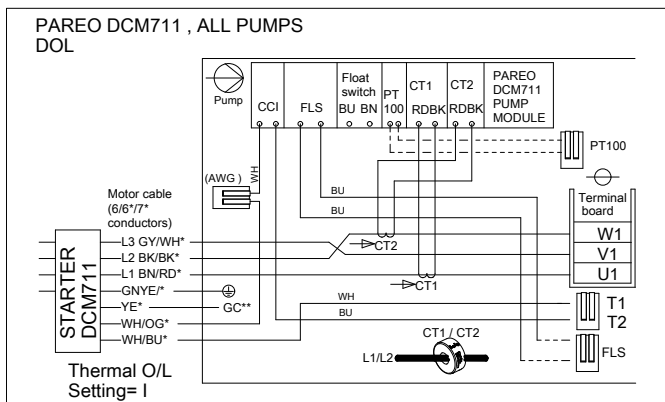 PAREO DCM711 , ALL PUMPS
DOL
Pump
CCI
FLS
Float
switch
BU BN
PT
100
CT1
RDBK
CT2
RDBK
PAREO
DCM711
PUMP
MODULE
PT100
WH
(AWG )
BU
BU
Motor cable
(6/6*/7*
conductors)
Terminal
board
W1
V1
U1
STARTER
DCM711
L3 GY/WH*
L2 BK/BK*
L1 BN/RD*
GNYE/*
YE*
GC**
WH/OG*
WH/BU*
CT2
CT1
WH
BU
T1
T2
CT1 / CT2
L1/L2
FLS
Thermal O/L
Setting= I